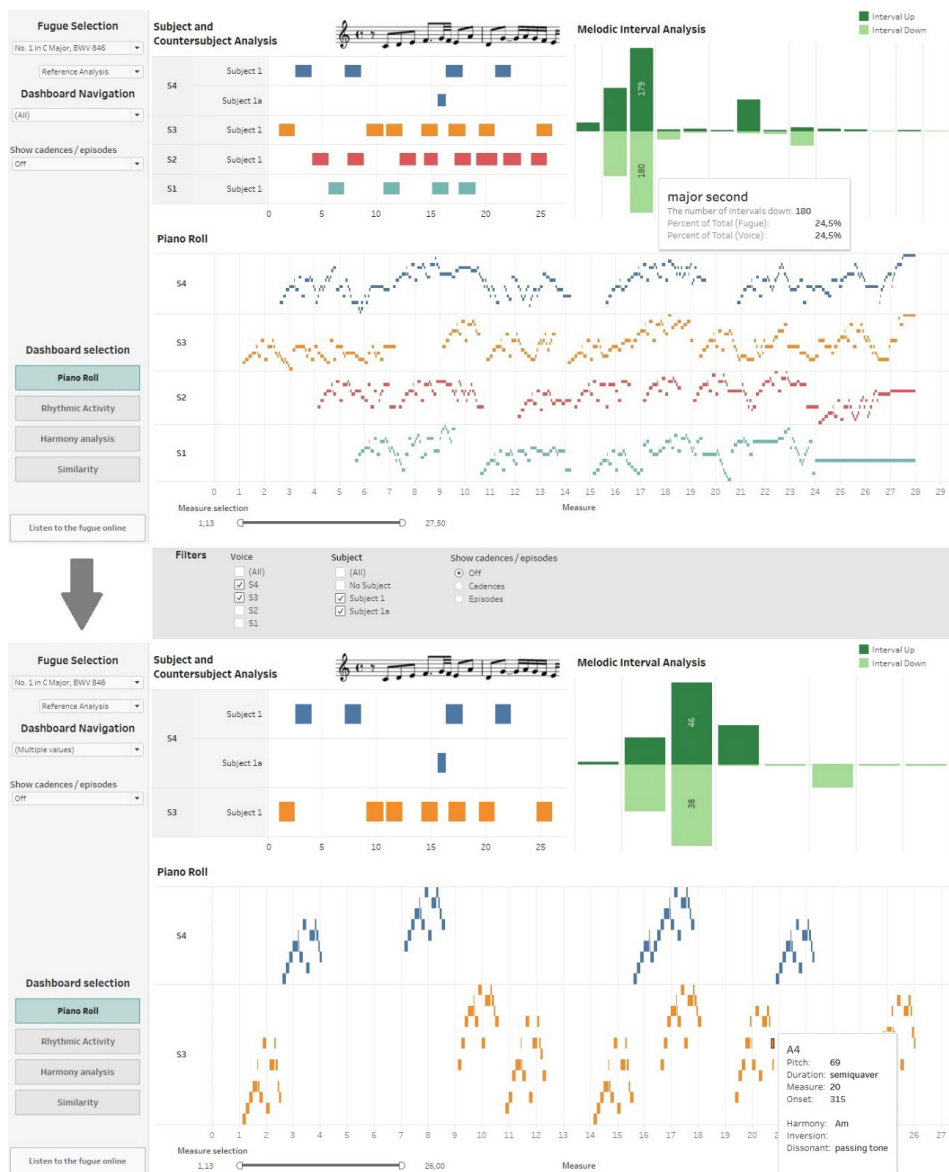 Fugue Selection
No. 1 in C Major, BWV 846
Reference Analysis
Dashboard Navigation
(All)
Show cadences / episodes
Off
Dashboard selection
Piano Roll
Rhythmic Activity
Harmony analysis
Similarity
Listen to the fugue online
Subject and
Countersubject Analysis
S4
Subject 1
Subject 1a
S3
Subject 1
S2
Subject 1
S1
Subject 1
0 5 10 15 20 25
Melodic Interval Analysis
Interval Up
Interval Down
179
180
major second
The number of intervals down: 180
Percent of Total (Fugue): 24,5%
Percent of Total (Voice): 24,5%
Piano Roll
S4
S3
S2
S1
0 1 2 3 4 5 6 7 8 9 10 11 12 13 14 15 16 17 18 19 20 21 22 23 24 25 26 27 28 29
Measure selection
Measure
1,13
27,50
Filters
Voice
(All)
S4
S3
S2
S1
Subject
(All)
No Subject
Subject 1
Subject 1a
Show cadences / episodes
Off
Cadences
Episodes
Fugue Selection
No. 1 in C Major, BWV 846
Reference Analysis
Dashboard Navigation
(Multiple values)
Show cadences / episodes
Off
Dashboard selection
Piano Roll
Rhythmic Activity
Harmony analysis
Similarity
Listen to the fugue online
Subject and
Countersubject Analysis
S4
Subject 1
Subject 1a
S3
Subject 1
0 5 10 15 20 25
Melodic Interval Analysis
Interval Up
Interval Down
46
38
Piano Roll
S4
S3
A4
Pitch: 69
Duration: semiquaver
Measure: 20
Onset: 315
Harmony: Am
Inversion:
Dissonant: passing tone
0 1 2 3 4 5 6 7 8 9 10 11 12 13 14 15 16 17 18 19 20 2 26 27
Measure selection
Measure
1,13
26,00